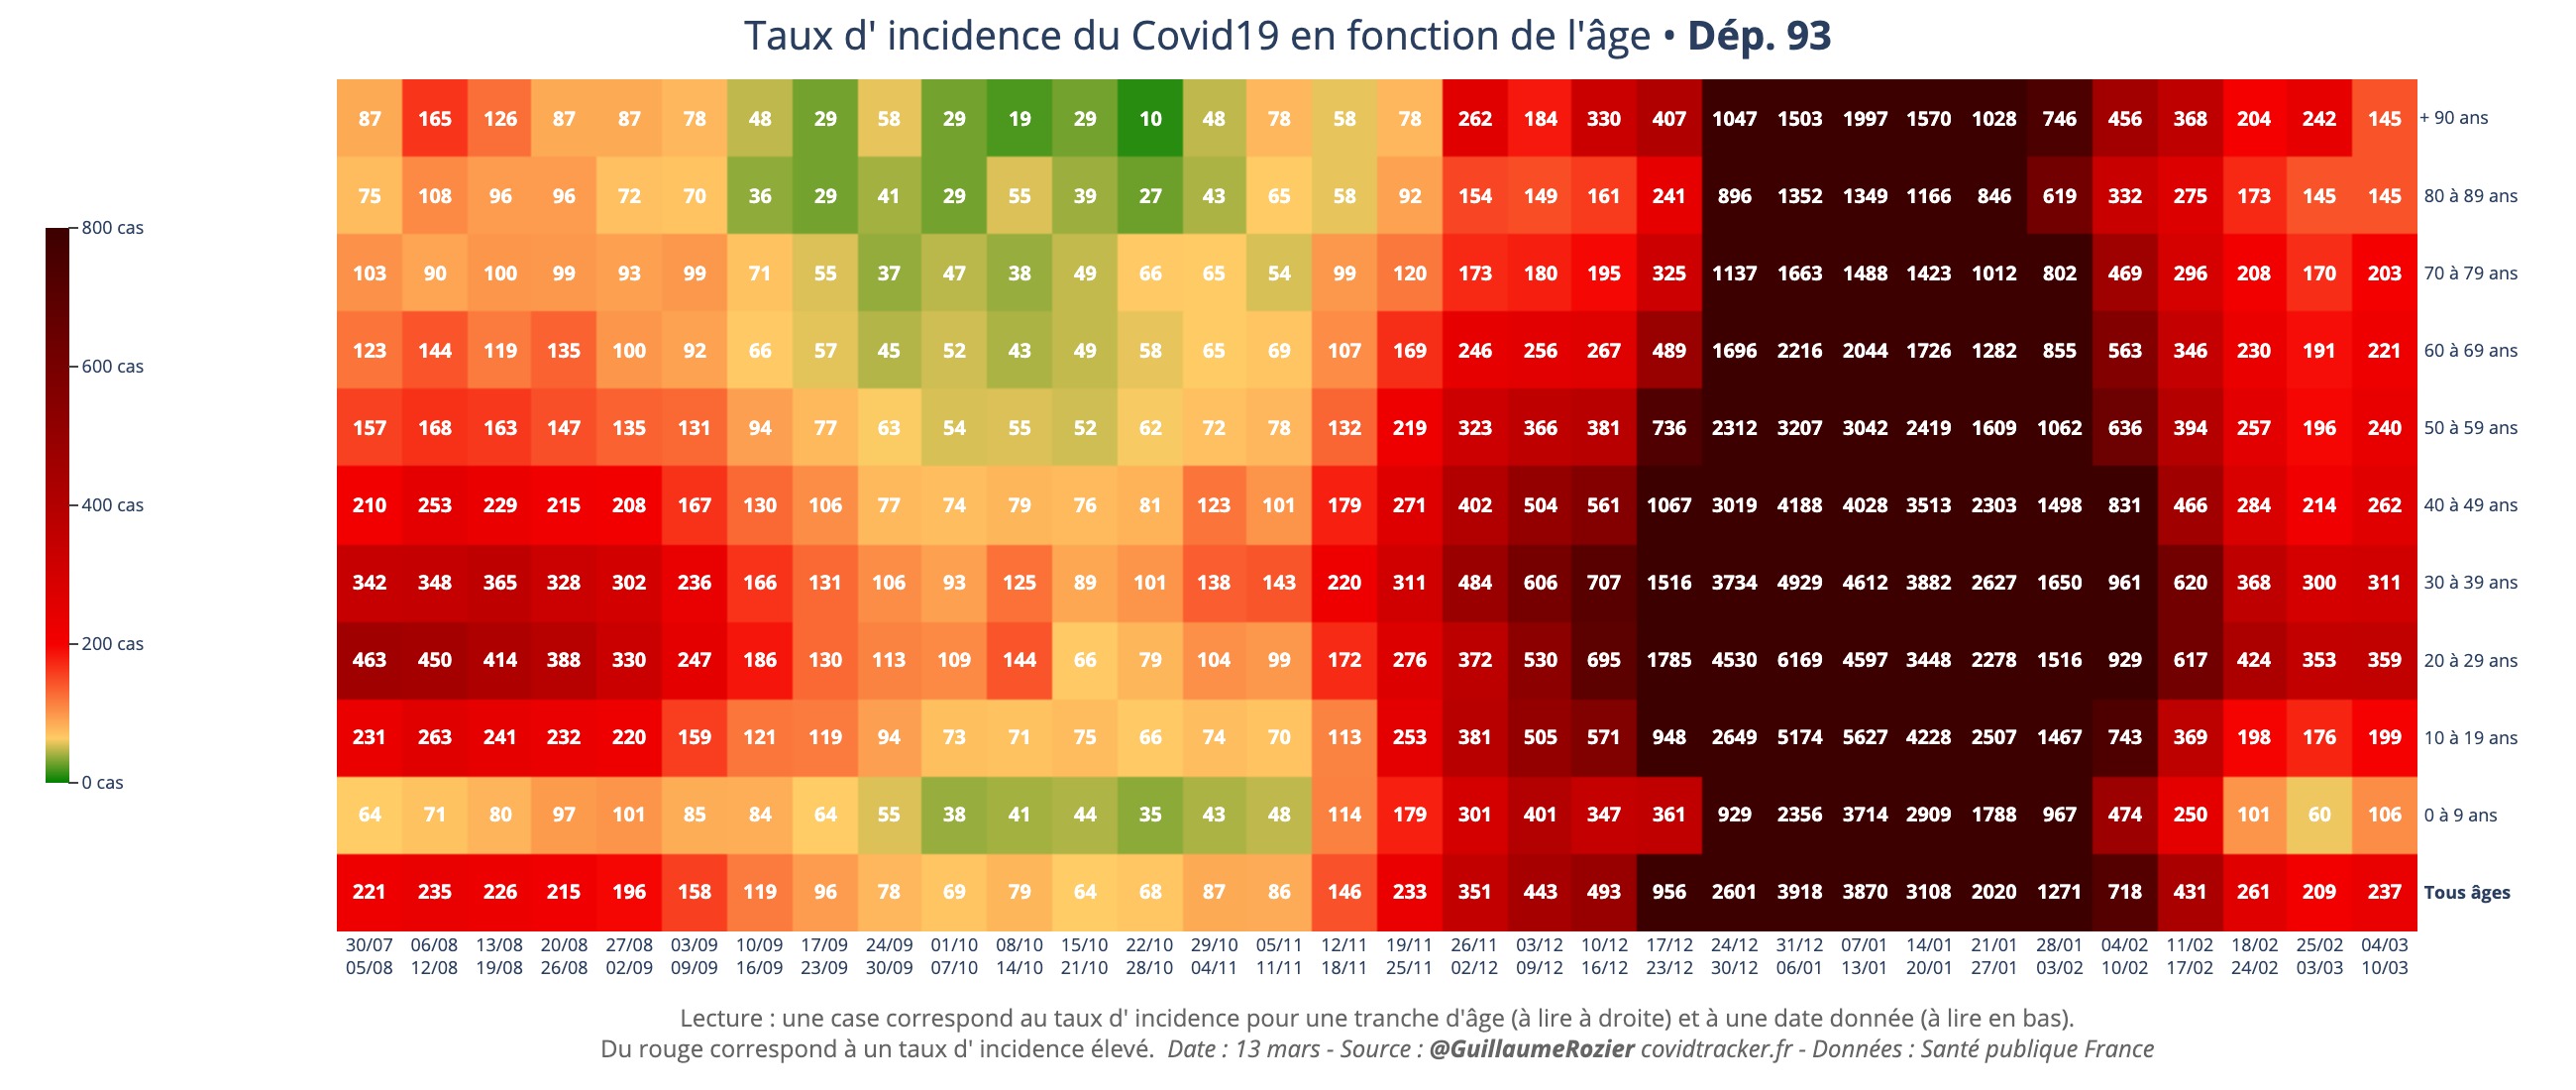 Taux d' incidence du Covid19 en fonction de l'âge • Dép. 93
87 165 126 87 87 78 48 29 58 29 19 29 10 48 78 58 78 262 184 330 407 1047 1503 1997 1570 1028 746 456 368 204 242 145 + 90 ans
75 108 96 96 72 70 36 29 41 29 55 39 27 43 65 58 92 154 149 161 241 896 1352 1349 1166 846 619 332 275 173 145 145 80 à 89 ans
800 cas
103 90 100 99 93 99 71 55 37 47 38 49 66 65 54 99 120 173 180 195 325 1137 1663 1488 1423 1012 802 469 296 208 170 203 70 à 79 ans
123 144 119 135 100 92 66 57 45 52 43 49 58 65 69 107 169 246 256 267 489 1696 2216 2044 1726 1282 855 563 346 230 191 221 60 à 69 ans
600 cas
157 168 163 147 135 131 94 77 63 54 55 52 62 72 78 132 219 323 366 381 736 2312 3207 3042 2419 1609 1062 636 394 257 196 240 50 à 59 ans
400 cas
210 253 229 215 208 167 130 106 77 74 79 76 81 123 101 179 271 402 504 561 1067 3019 4188 4028 3513 2303 1498 831 466 284 214 262 40 à 49 ans
342 348 365 328 302 236 166 131 106 93 125 89 101 138 143 220 311 484 606 707 1516 3734 4929 4612 3882 2627 1650 961 620 368 300 311 30 à 39 ans
200 cas
463 450 414 388 330 247 186 130 113 109 144 66 79 104 99 172 276 372 530 695 1785 4530 6169 4597 3448 2278 1516 929 617 424 353 359 20 à 29 ans
231 263 241 232 220 159 121 119 94 73 71 75 66 74 70 113 253 381 505 571 948 2649 5174 5627 4228 2507 1467 743 369 198 176 199 10 à 19 ans
0 cas
64 71 80 97 101 85 84 64 55 38 41 44 35 43 48 114 179 301 401 347 361 929 2356 3714 2909 1788 967 474 250 101 60 106 0 à 9 ans
221 235 226 215 196 158 119 96 78 69 79 64 68 87 86 146 233 351 443 493 956 2601 3918 3870 3108 2020 1271 718 431 261 209 237 Tous âges
30/07 06/08 13/08 20/08 27/08 03/09 10/09 17/09 24/09 01/10 08/10 15/10 22/10 29/10 05/11 12/11 19/11 26/11 03/12 10/12 17/12 24/12 31/12 07/01 14/01 21/01 28/01 04/02 11/02 18/02 25/02 04/03
05/08 12/08 19/08 26/08 02/09 09/09 16/09 23/09 30/09 07/10 14/10 21/10 28/10 04/11 11/11 18/11 25/11 02/12 09/12 16/12 23/12 30/12 06/01 13/01 20/01 27/01 03/02 10/02 17/02 24/02 03/03 10/03
Lecture : une case correspond au taux d' incidence pour une tranche d'âge (à lire à droite) et à une date donnée (à lire en bas).
Du rouge correspond à un taux d' incidence élevé. Date : 13 mars - Source : @GuillaumeRozier covidtracker.fr - Données : Santé publique France